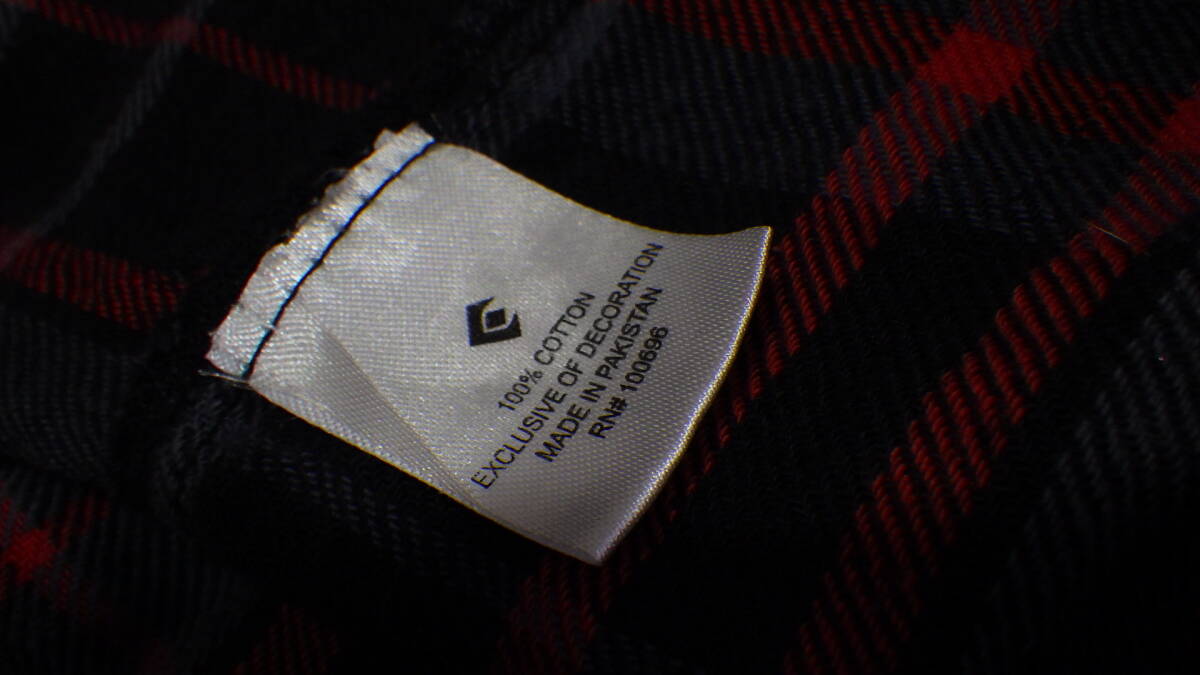 100% COTTON
EXCLUSIVE OF DECORATION
MADE IN PAKISTAN
RN# 100696